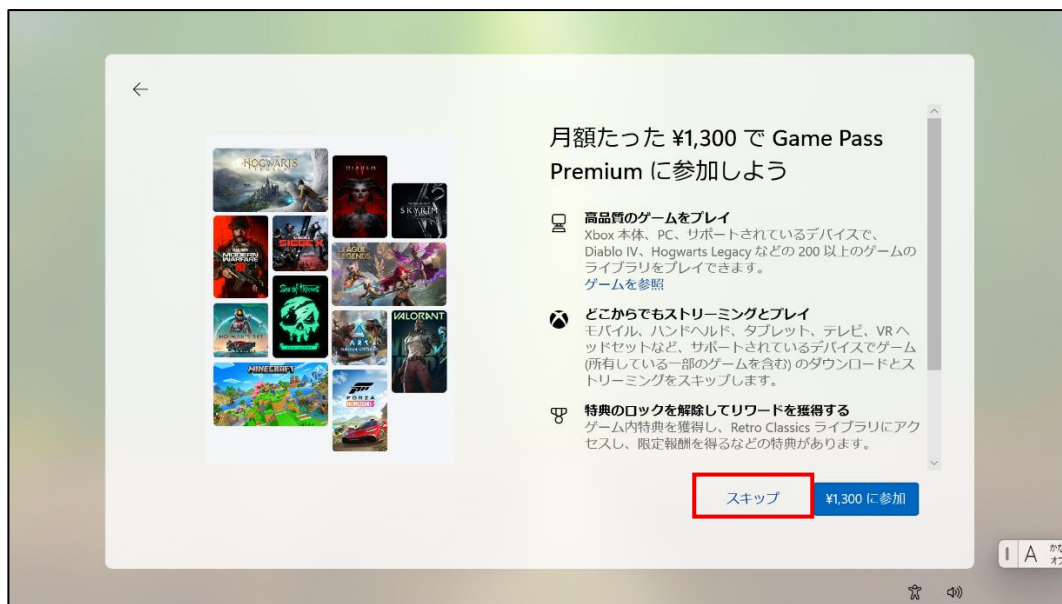 月額たった ¥1,300 で Game Pass
Premium に参加しよう
高品質のゲームをプレイ
Xbox 本体、PC、サポートされているデバイスで、
Diablo IV、Hogwarts Legacy などの 200 以上のゲームの
ライブラリをプレイできます。
ゲームを参照
どこからでもストリーミングとプレイ
モバイル、ハンドヘルド、タブレット、テレビ、VR ヘ
ッドセットなど、サポートされているデバイスでゲーム
(所有している一部のゲームを含む) のダウンロードとス
トリーミングをスキップします。
特典のロックを解除してリワードを獲得する
ゲーム内特典を獲得し、Retro Classics ライブラリにアク
セスし、限定報酬を得るなどの特典があります。
スキップ
¥1,300 に参加
HOGWARTS
DIABLO
SKYRIM
MODERN
WARFARE
SIEGE X
LEAGUE OF
LEGENDS
Sea of Thieves
NO MAN'S SKY
ARK
VALORANT
MINECRAFT
FORZA
A